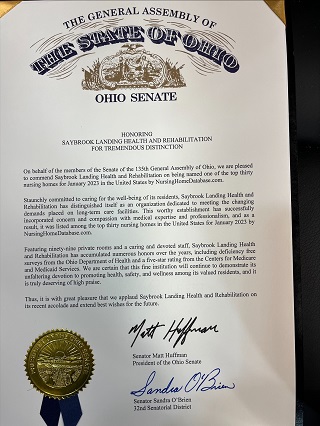 THE GENERAL ASSEMBLY OF
THE STATE OF OHIO
OHIO SENATE
HONORING
SAYBROOK LANDING HEALTH AND REHABILITATION
FOR TREMENDOUS DISTINCTION
On behalf of the members of the Senate of the 135th General Assembly of Ohio, we are pleased
to commend Saybrook Landing Health and Rehabilitation on being named one of the top thirty
nursing homes for January 2023 in the United States by NursingHomeDatabase.com.
Staunchly committed to caring for the well-being of its residents, Saybrook Landing Health and
Rehabilitation has distinguished itself as an organization dedicated to meeting the changing
demands placed on long-term care facilities. This worthy establishment has successfully
incorporated concern and compassion with medical expertise and professionalism, and as a
result, it was listed among the top thirty nursing homes in the United States for January 2023 by
NursingHomeDatabase.com.
Featuring ninety-nine private rooms and a caring and devoted staff, Saybrook Landing Health
and Rehabilitation has accumulated numerous honors over the years, including deficiency free
surveys from the Ohio Department of Health and a five-star rating from the Centers for Medicare
and Medicaid Services. We are certain that this fine institution will continue to demonstrate its
unfaltering devotion to promoting health, safety, and wellness among its valued residents, and it
is truly deserving of high praise.
Thus, it is with great pleasure that we applaud Saybrook Landing Health and Rehabilitation on
its recent accolade and extend best wishes for the future.
Matt Huffman
Senator Matt Huffman
President of the Ohio Senate
Sandra O'Brien
Senator Sandra O'Brien
32nd Senatorial District